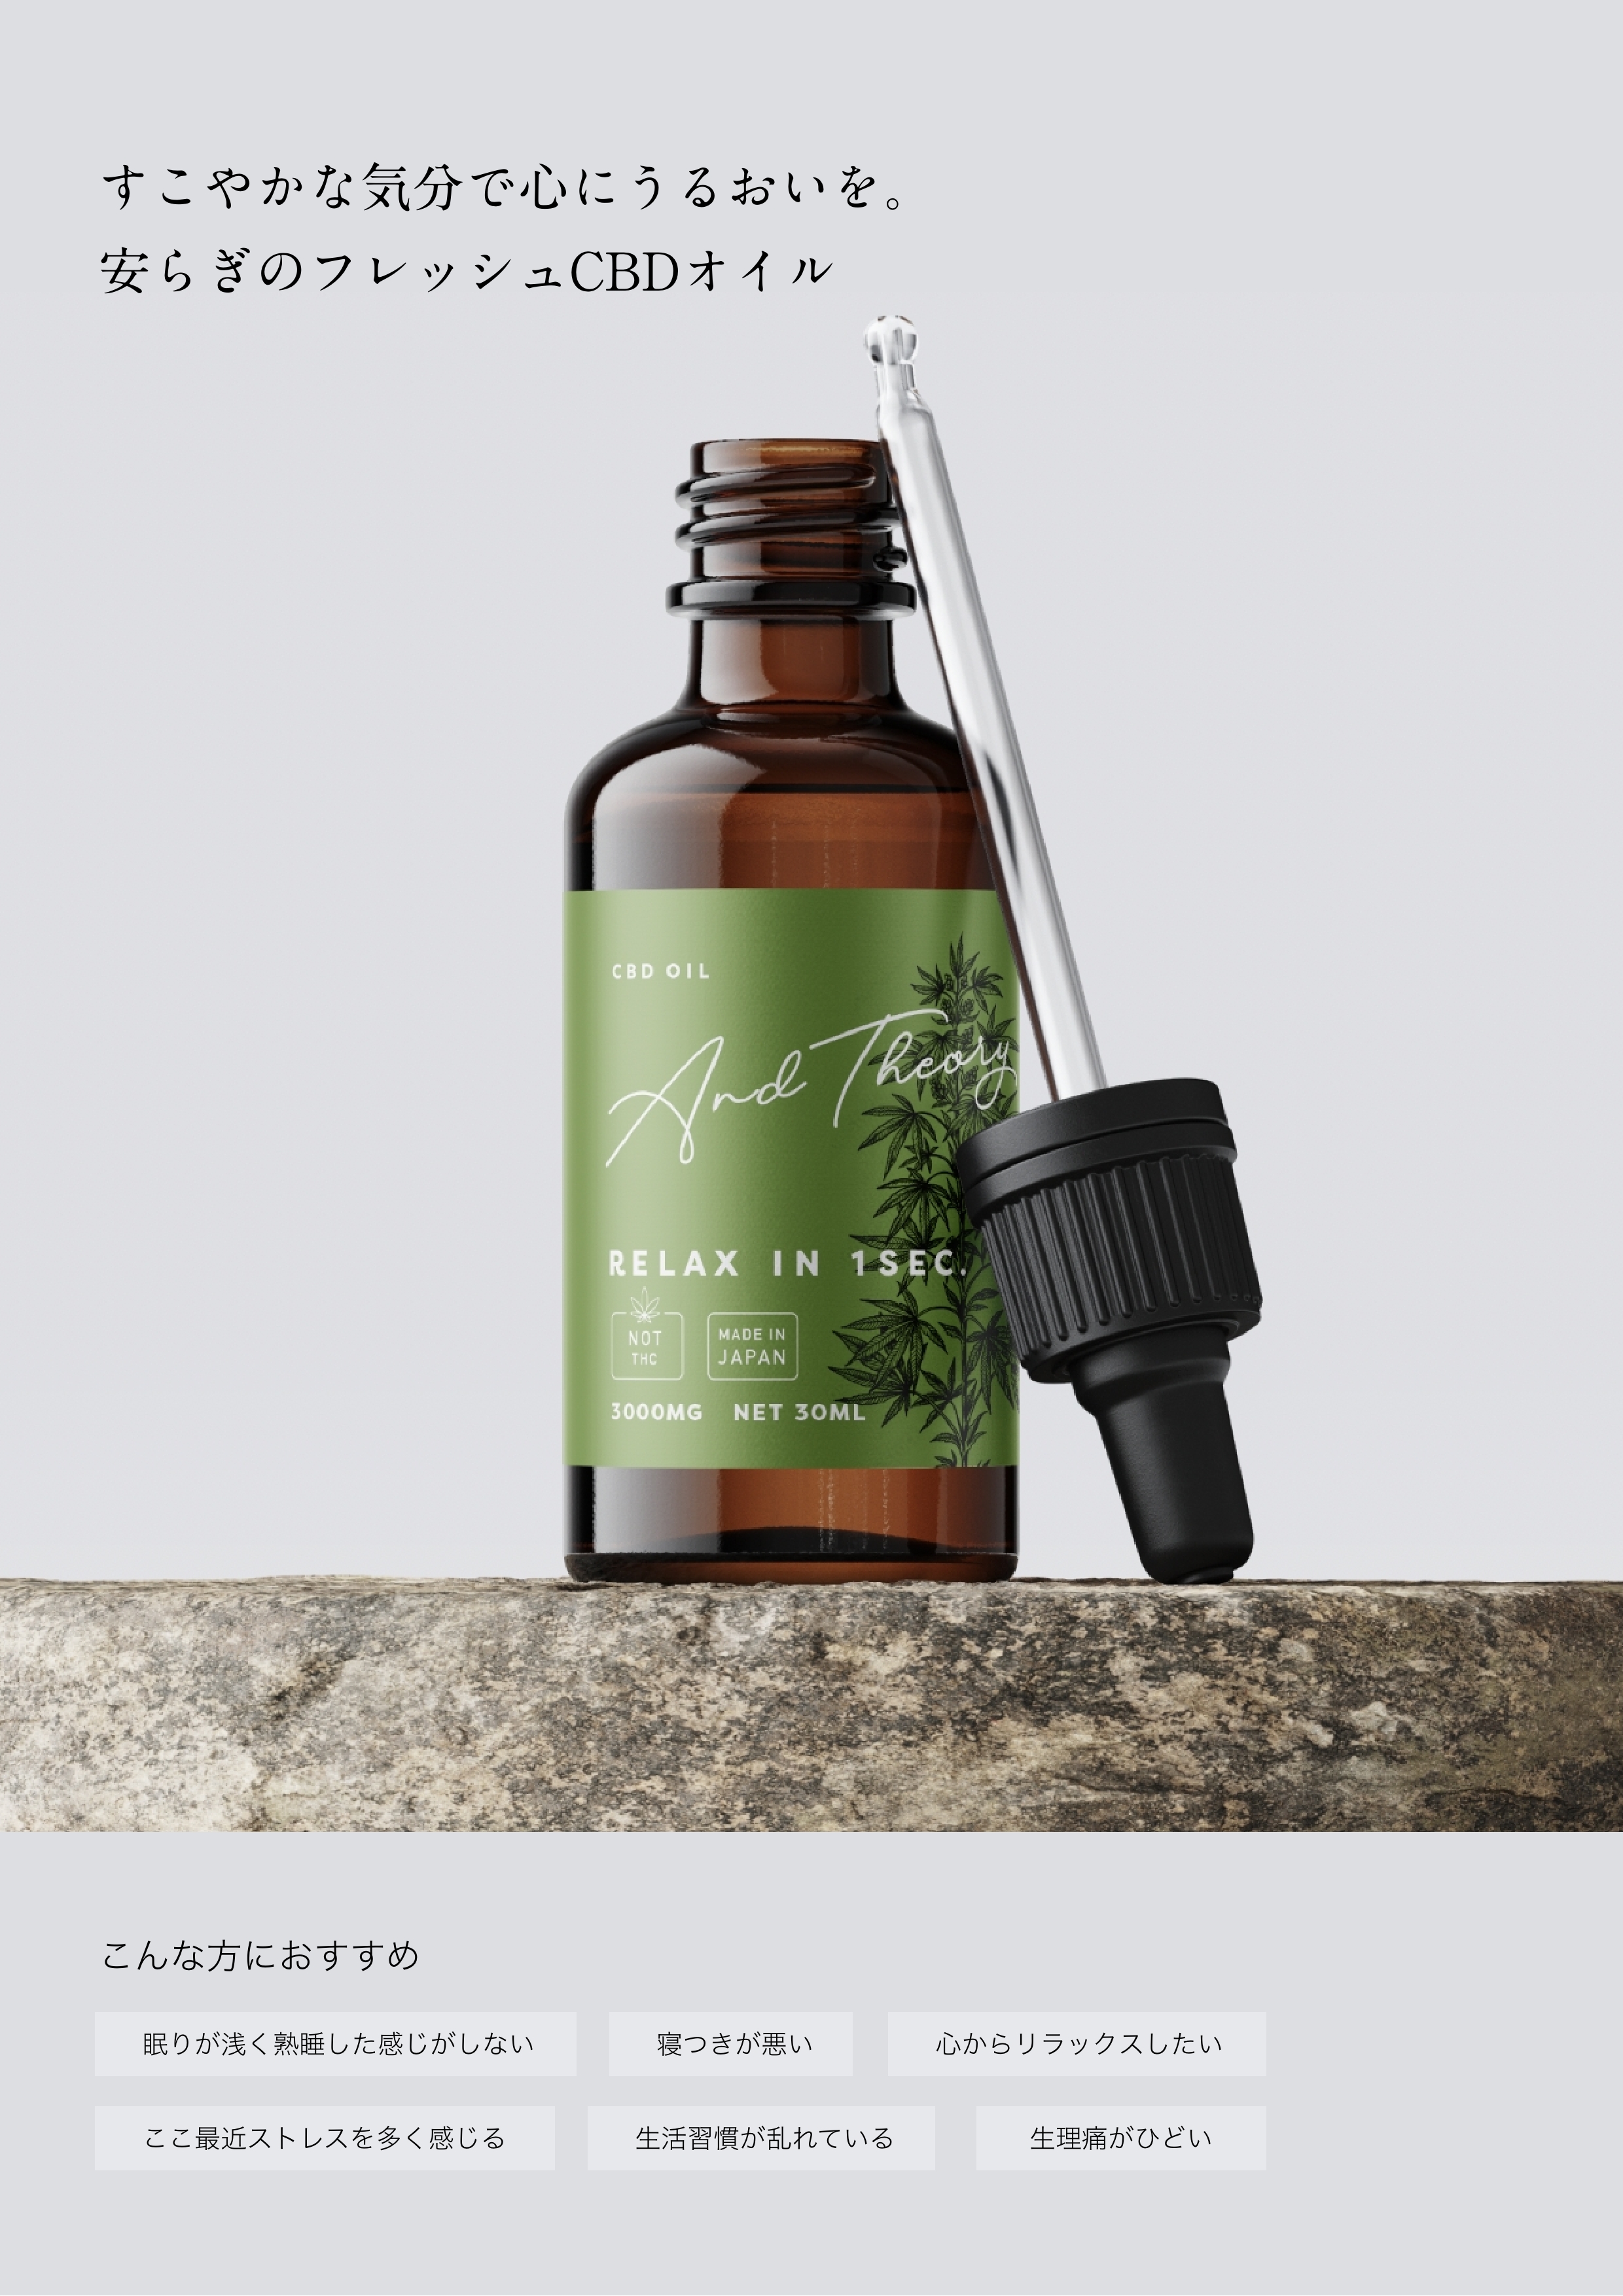 すこやかな気分で心にうるおいを。
安らぎのフレッシュCBDオイル
CBD OIL
And Theory
RELAX IN 1SEC.
NOT
THC
MADE IN
JAPAN
3000MG NET 30ML
こんな方におすすめ
眠りが浅く熟睡した感じがしない 寝つきが悪い 心からリラックスしたい
ここ最近ストレスを多く感じる 生活習慣が乱れている 生理痛がひどい